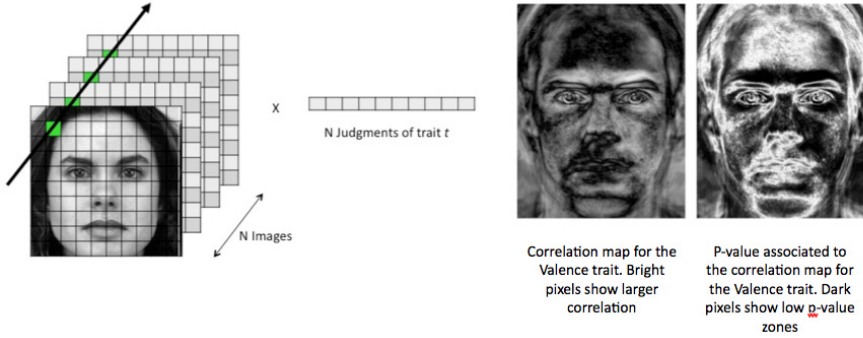 X
N Judgments of trait t
N Images
Correlation map for the
Valence trait. Bright
pixels show larger
correlation
P-value associated to
the correlation map for
the Valence trait. Dark
pixels show low p-value
zones